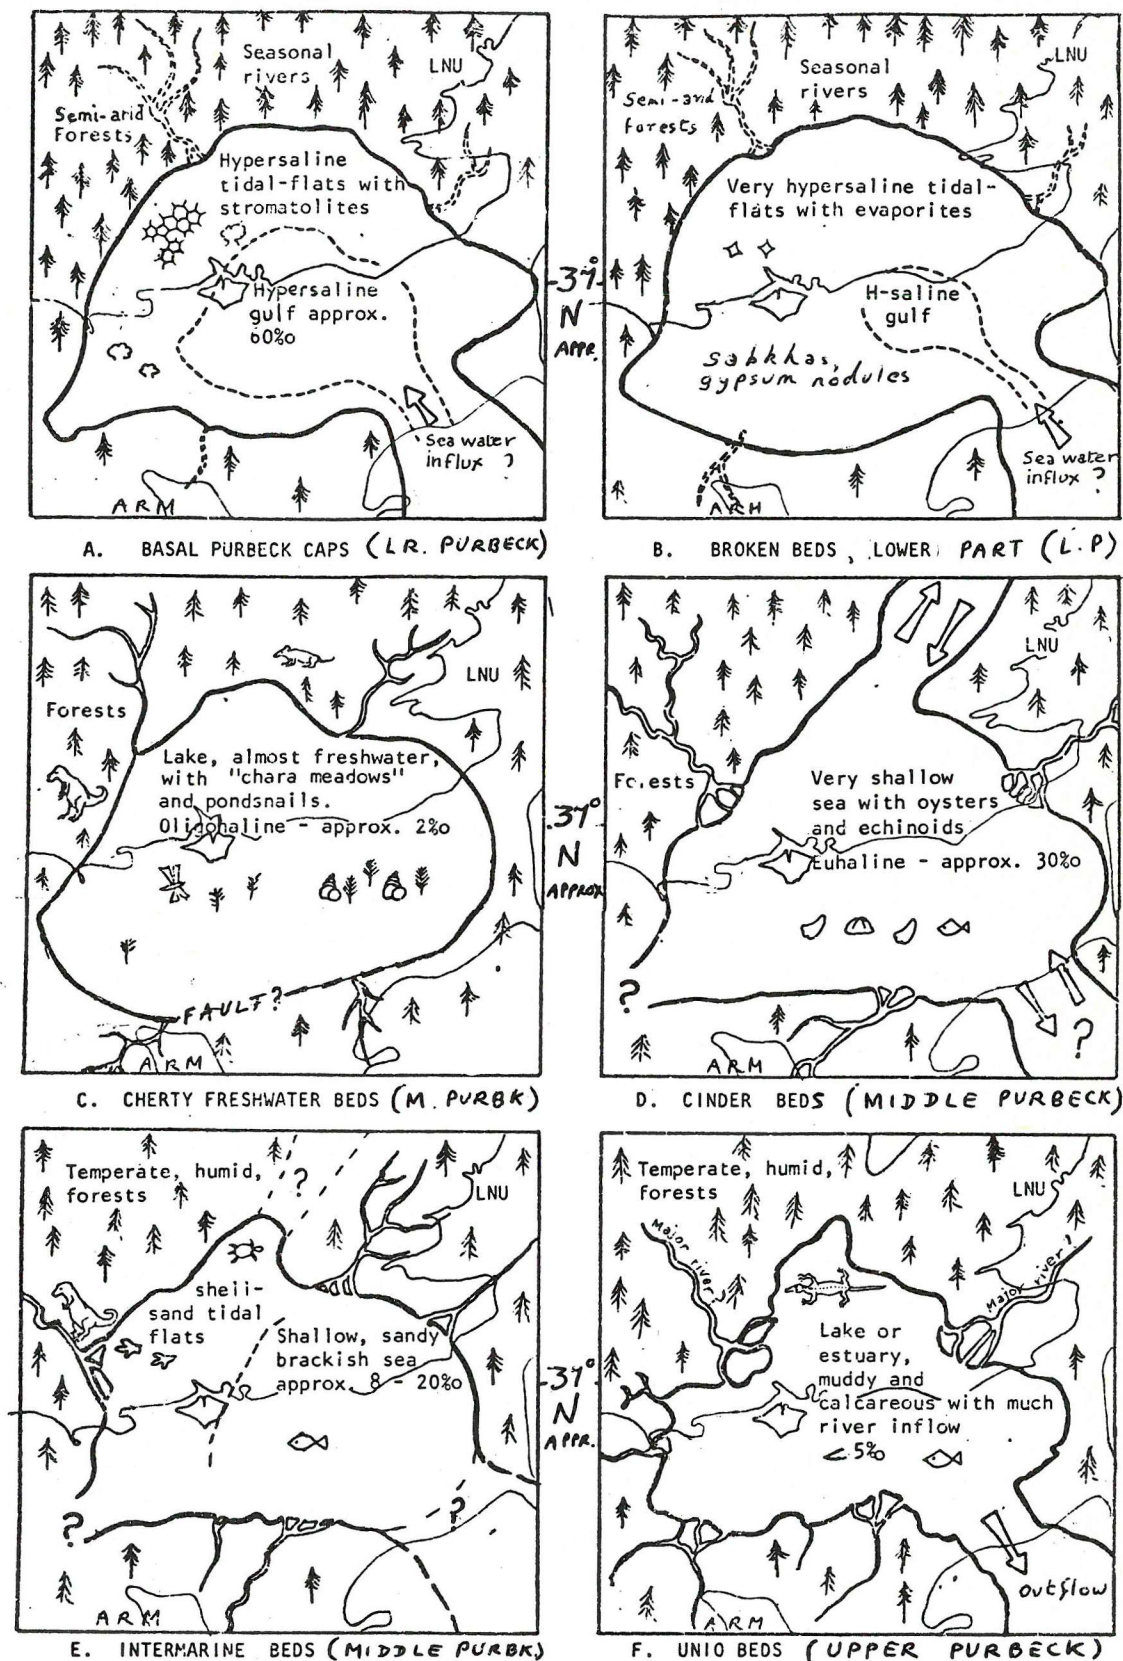 Seasonal
rivers
LNU
Semi-arid
Forests
Hypersaline
tidal-flats with
stromatolites
Hypersaline
gulf approx.
60‰
Sea water
influx ?
ARM
A. BASAL PURBECK CAPS (LR. PURBECK)
Seasonal
rivers
LNU
Semi-arid
forests
Very hypersaline tidal-
flats with evaporites
H-saline
gulf
Sabkhas,
gypsum nodules
Sea water
influx ?
ARM
B. BROKEN BEDS, LOWER PART (L.P)
37°
N
APPR.
LNU
Forests
Lake, almost freshwater,
with "chara meadows"
and pondsnails.
Oligohaline - approx. 2‰
FAULT?
ARM
C. CHERTY FRESHWATER BEDS (M. PURBK)
37°
N
APPROX
LNU
Forests
Very shallow
sea with oysters
and echinoids
Euhaline - approx. 30‰
?
?
ARM
D. CINDER BEDS (MIDDLE PURBECK)
Temperate, humid,
forests
?
LNU
shell-
sand tidal
flats
Shallow, sandy
brackish sea
approx. 8 - 20‰
?
?
ARM
E. INTERMARINE BEDS (MIDDLE PURBK)
37°
N
APPR.
Temperate, humid,
forests
LNU
Major river?
Major river?
Lake or
estuary,
muddy and
calcareous with much
river inflow
<5‰
outflow
ARM
F. UNIO BEDS (UPPER PURBECK)